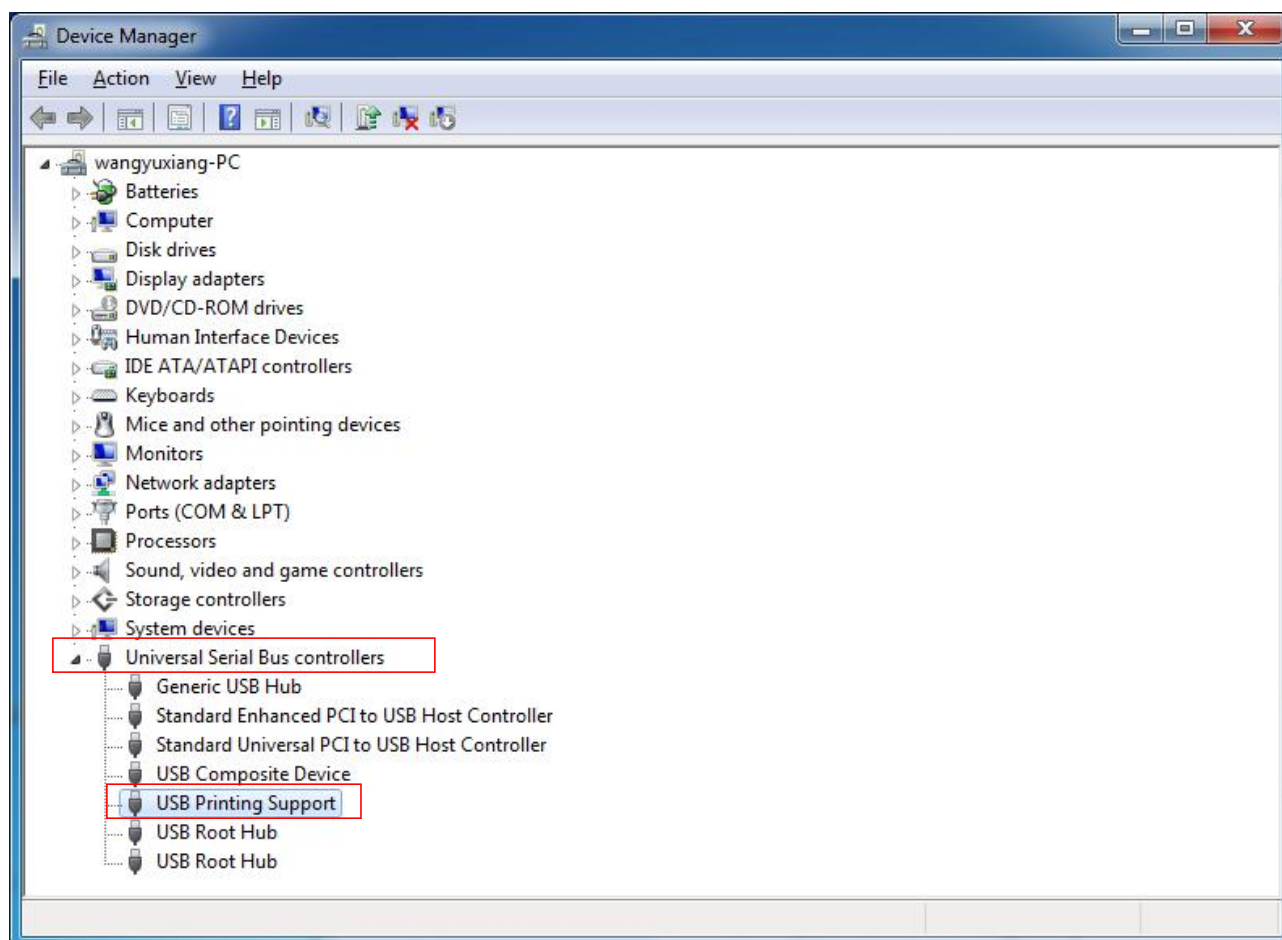 Device Manager
File Action View Help
wangyuxiang-PC
Batteries
Computer
Disk drives
Display adapters
DVD/CD-ROM drives
Human Interface Devices
IDE ATA/ATAPI controllers
Keyboards
Mice and other pointing devices
Monitors
Network adapters
Ports (COM & LPT)
Processors
Sound, video and game controllers
Storage controllers
System devices
Universal Serial Bus controllers
Generic USB Hub
Standard Enhanced PCI to USB Host Controller
Standard Universal PCI to USB Host Controller
USB Composite Device
USB Printing Support
USB Root Hub
USB Root Hub